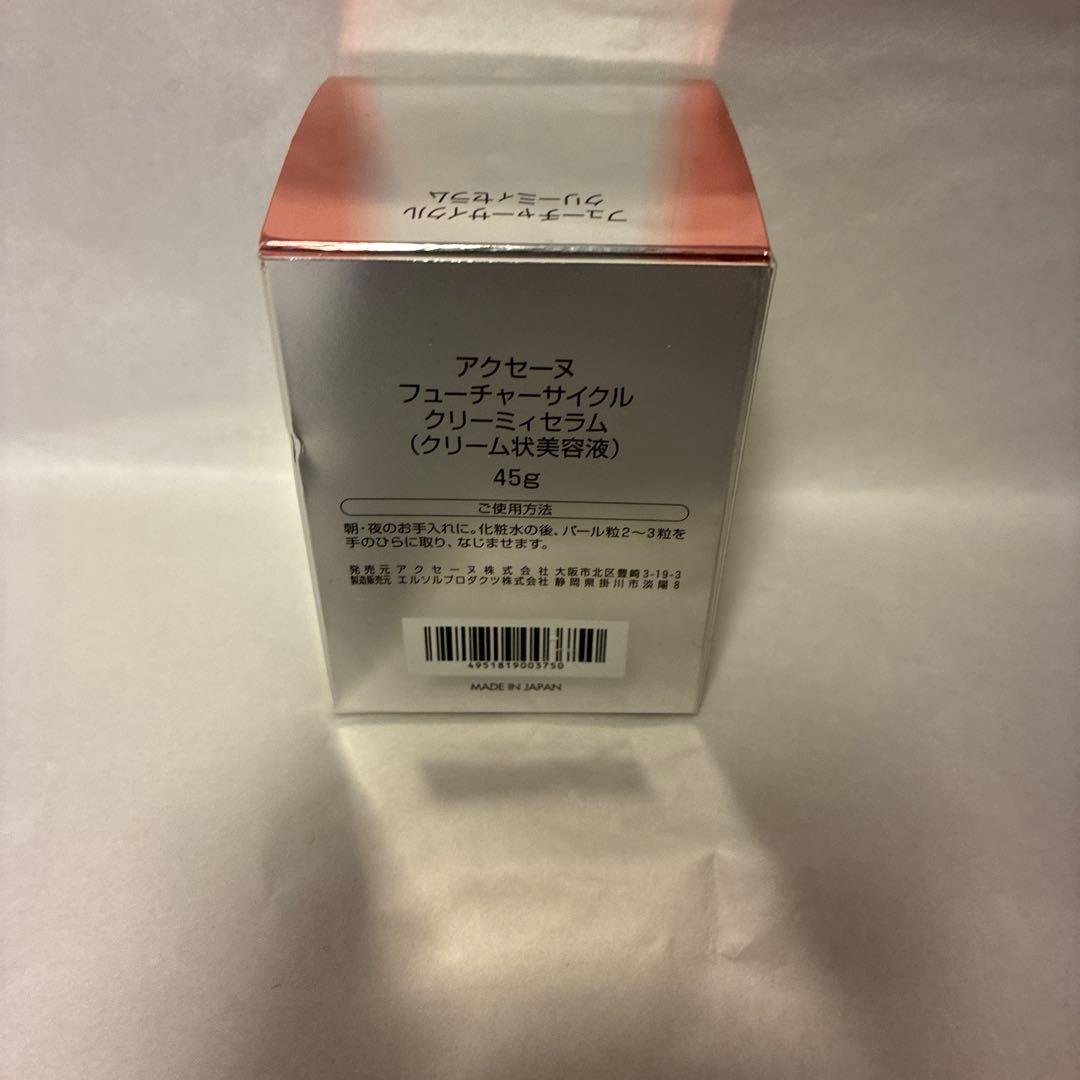 フューチャーサイクル
クリーミィセラム
アクセーヌ
フューチャーサイクル
クリーミィセラム
(クリーム状美容液)
45g
ご使用方法
朝・夜のお手入れに。化粧水の後、パール粒2〜3粒を
手のひらに取り、なじませます。
発売元 アクセーヌ株式会社 大阪市北区豊崎3-19-3
製造販売元 エルソルプロダクツ株式会社 静岡県掛川市淡陽8
4951819003750
MADE IN JAPAN